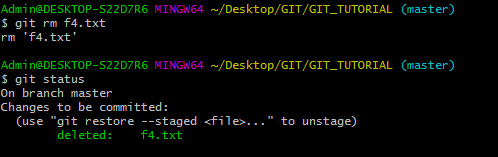 Admin@DESKTOP-S22D7R6 MINGW64 ~/Desktop/GIT/GIT_TUTORIAL (master)
$ git rm f4.txt
rm 'f4.txt'

Admin@DESKTOP-S22D7R6 MINGW64 ~/Desktop/GIT/GIT_TUTORIAL (master)
$ git status
On branch master
Changes to be committed:
  (use "git restore --staged <file>..." to unstage)
        deleted:    f4.txt